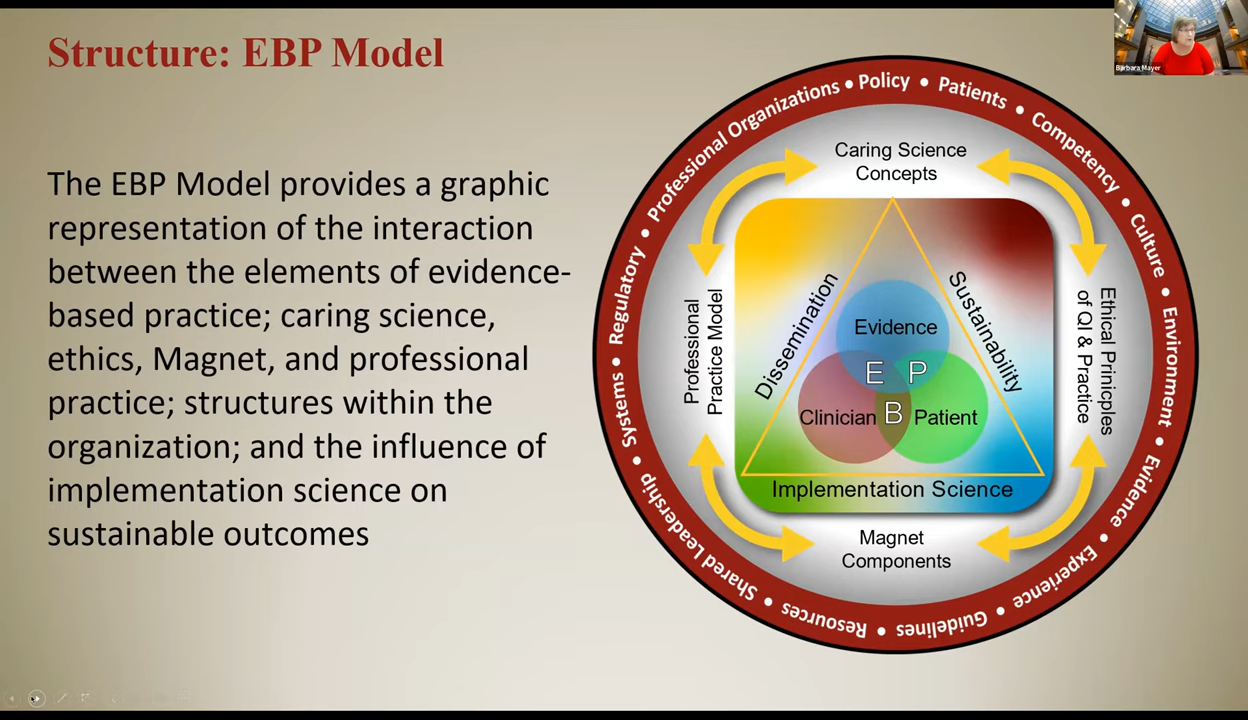 Structure: EBP Model
The EBP Model provides a graphic
representation of the interaction
between the elements of evidence-
based practice; caring science,
ethics, Magnet, and professional
practice; structures within the
organization; and the influence of
implementation science on
sustainable outcomes
Barbara Mayer
Systems • Regulatory • Professional Organizations • Policy • Patients • Competency • Culture • Environment • Evidence • Experience • Guidelines • Resources • Shared Leadership •
Caring Science
Concepts
Professional
Practice Model
Ethical Prinicples
of QI & Practice
Magnet
Components
Dissemination
Sustainability
Implementation Science
Evidence
E P
Clinician B Patient